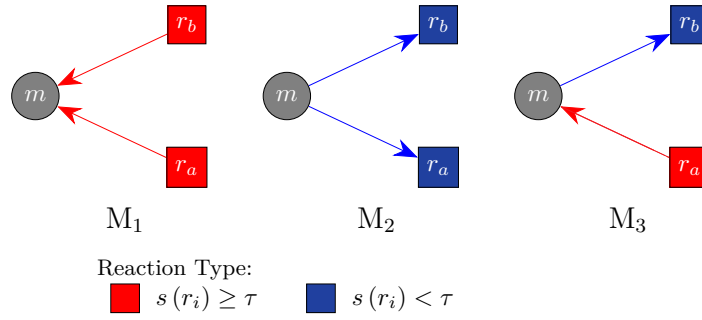 r_b r_b r_b
m m m
r_a r_a r_a
M_1 M_2 M_3
Reaction Type:
s (r_i) ≥ τ s (r_i) < τ